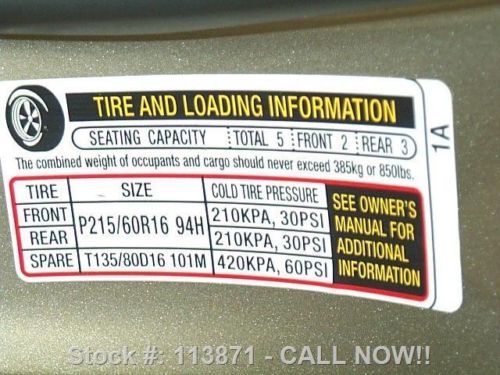 TIRE AND LOADING INFORMATION
SEATING CAPACITY TOTAL 5 FRONT 2 REAR 3
The combined weight of occupants and cargo should never exceed 385kg or 850lbs.
TIRE SIZE COLD TIRE PRESSURE
FRONT P215/60R16 94H 210KPA, 30PSI
REAR 210KPA, 30PSI
SPARE T135/80D16 101M 420KPA, 60PSI
SEE OWNER'S
MANUAL FOR
ADDITIONAL
INFORMATION
1A
Stock #: 113871 - CALL NOW!!